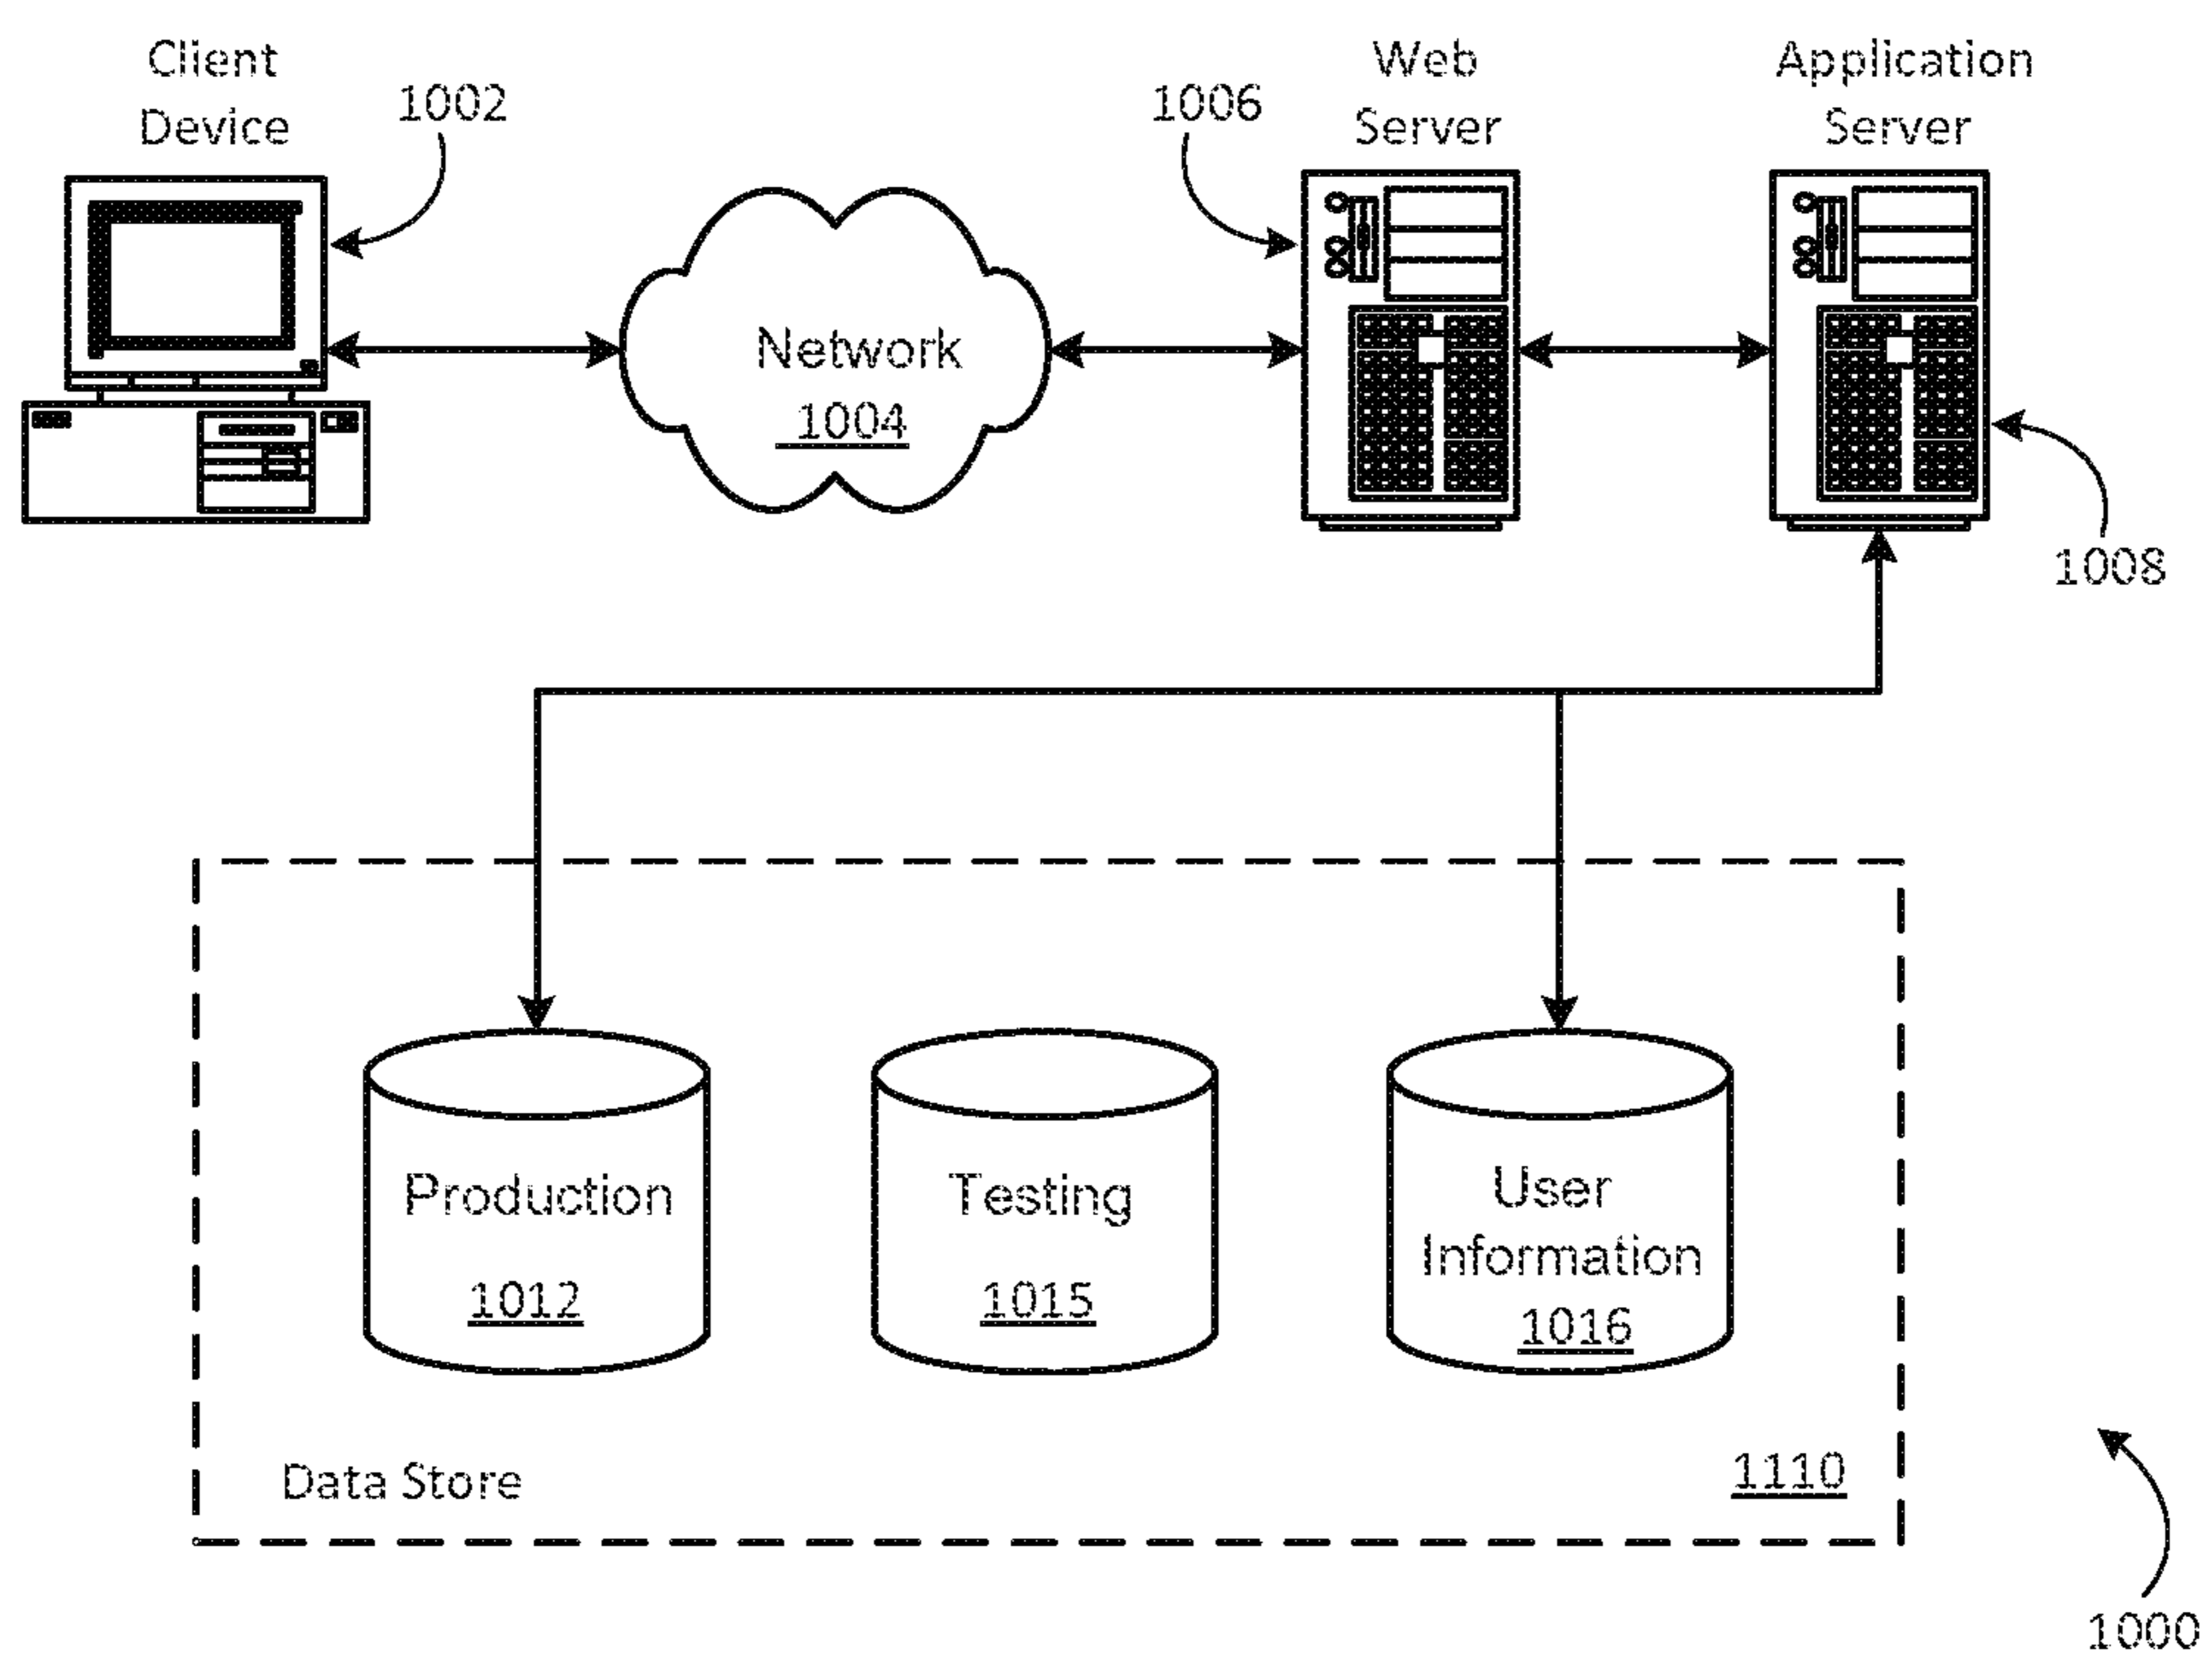 Client
Device
1002
1006
Web
Server
Application
Server
Network
1004
1008
Production
1012
Testing
1015
User
Information
1016
Data Store
1110
1000